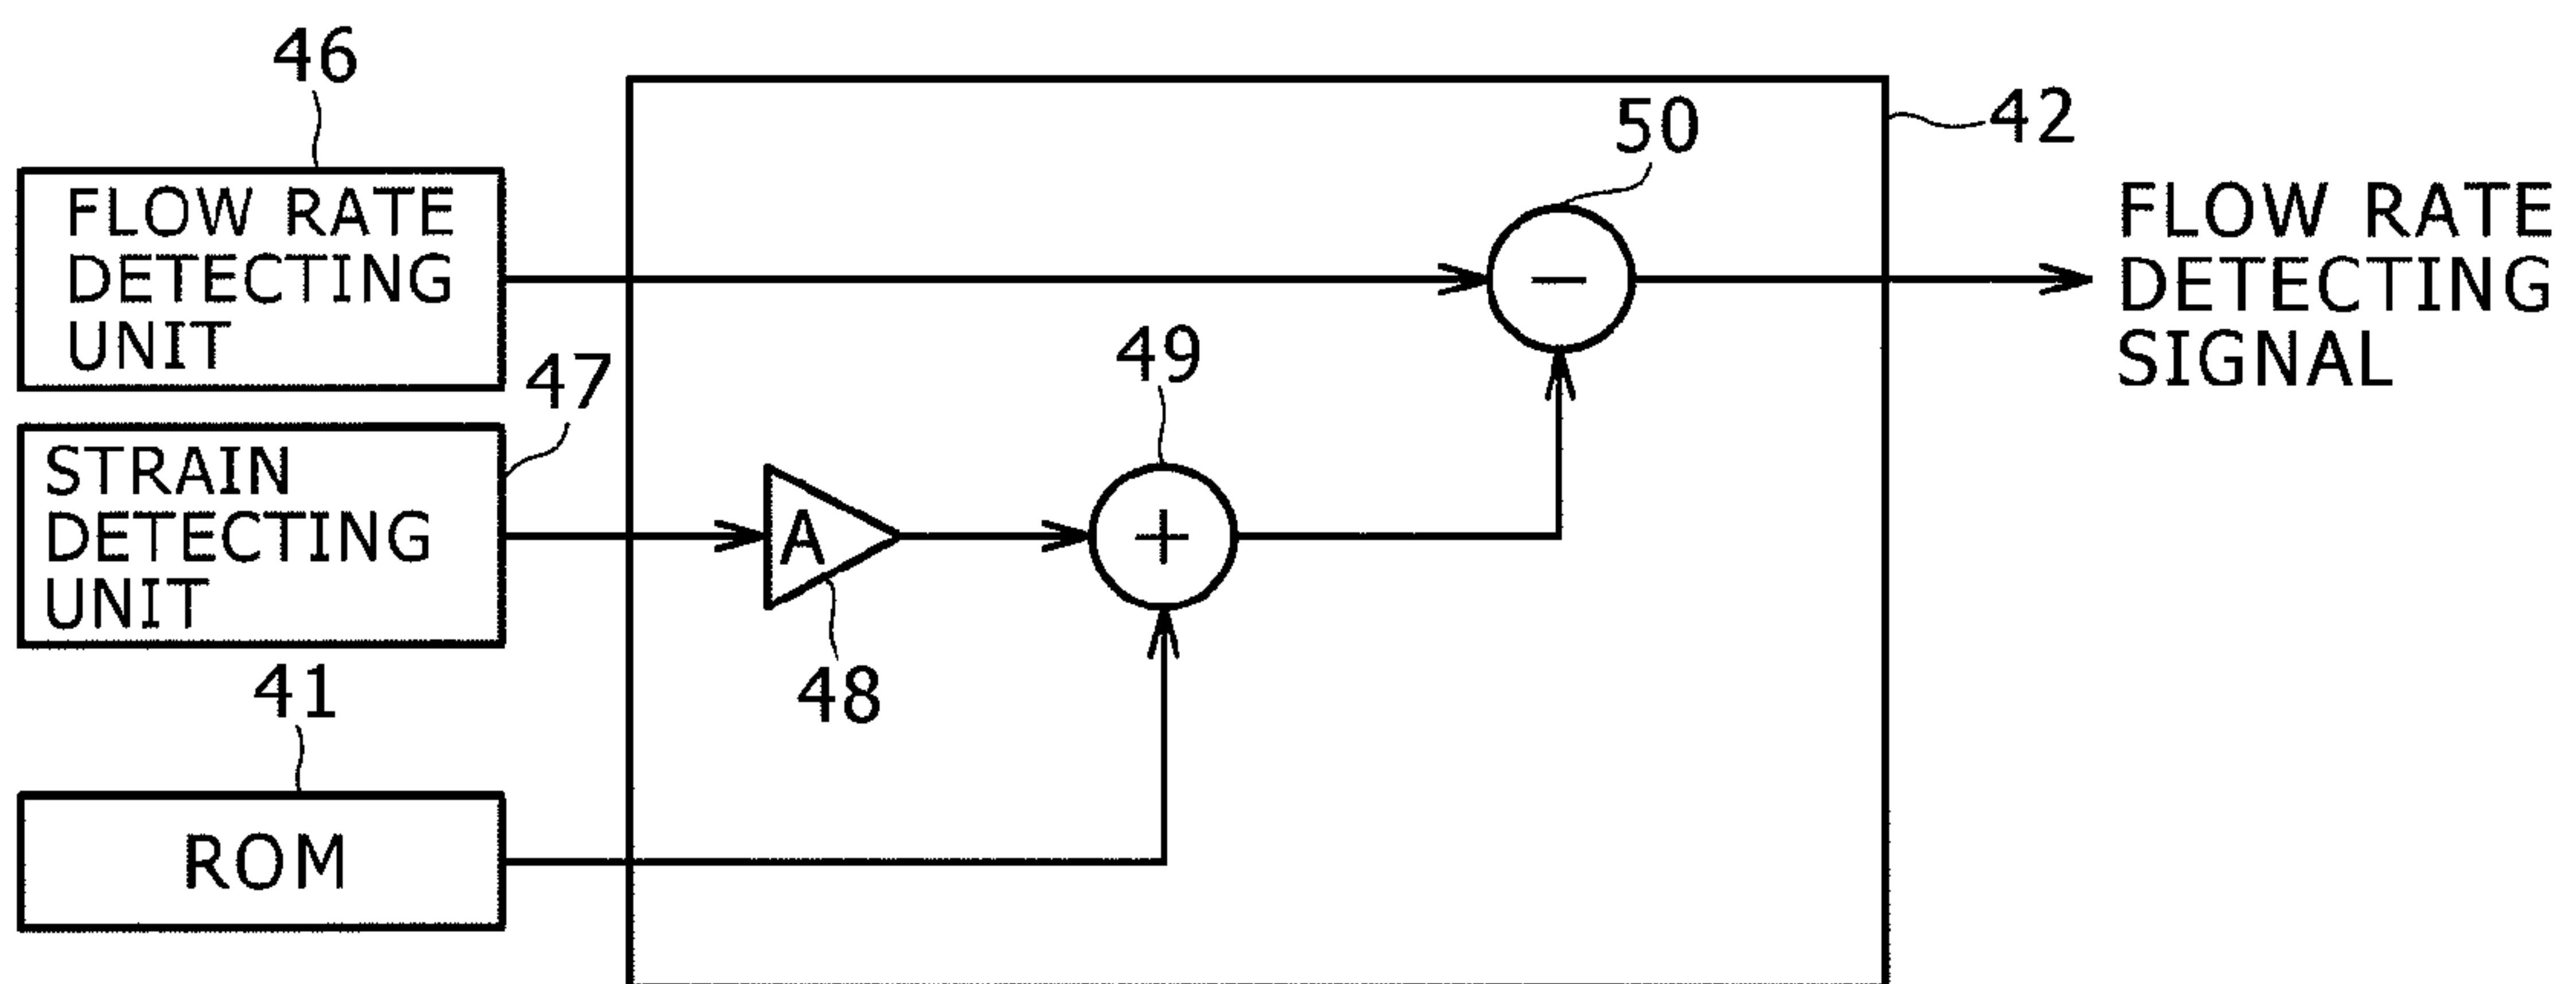 46
50
42
FLOW RATE
DETECTING
UNIT
FLOW RATE
DETECTING
SIGNAL
47
49
STRAIN
DETECTING
UNIT
A
+
−
48
41
ROM